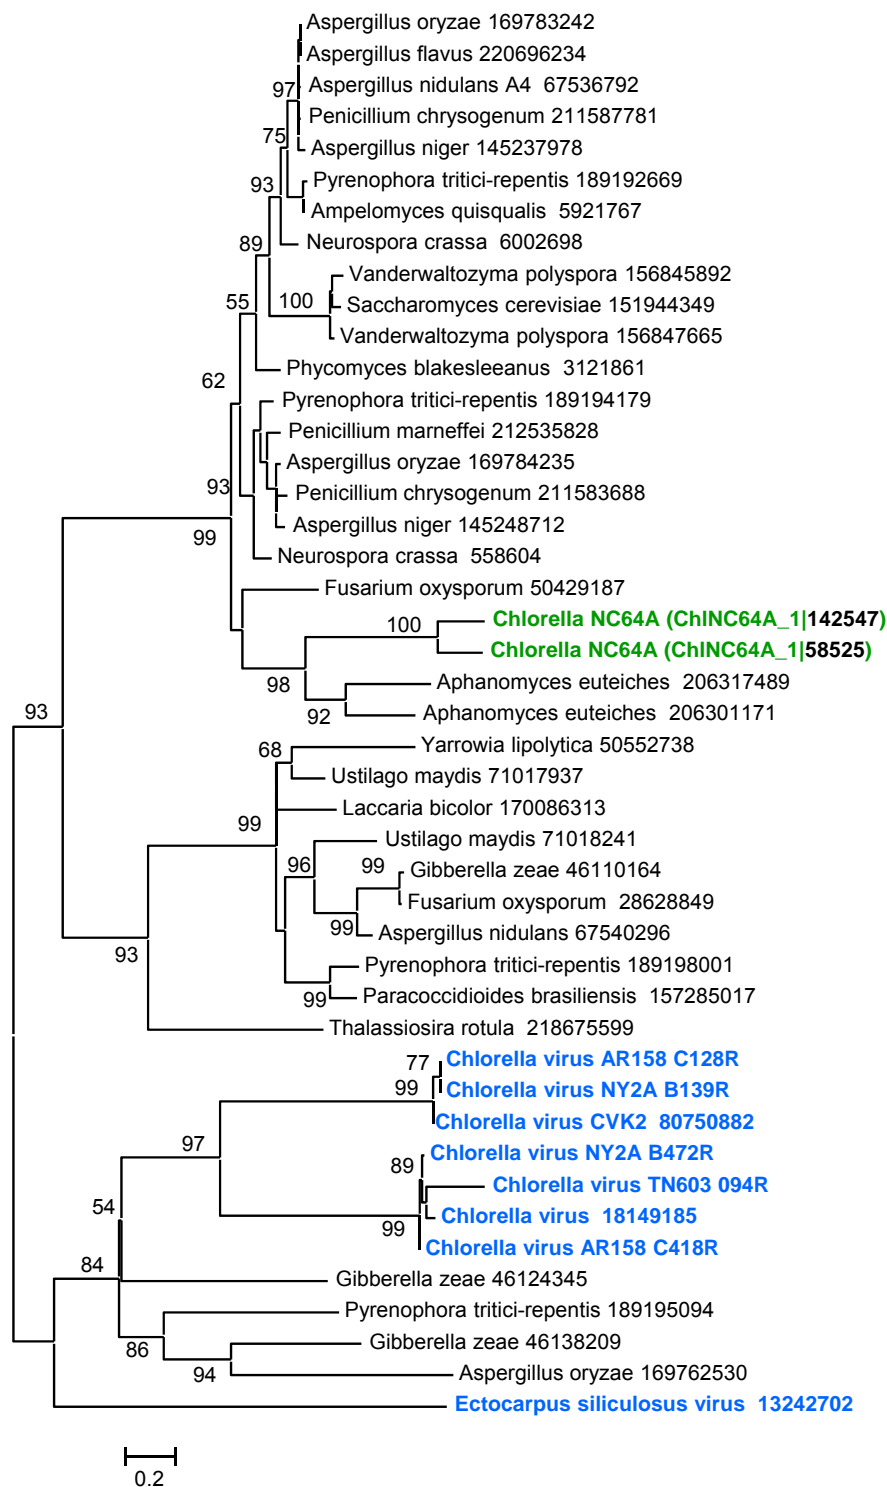 Aspergillus oryzae 169783242
Aspergillus flavus 220696234
Aspergillus nidulans A4 67536792
97
Penicillium chrysogenum 211587781
75
Aspergillus niger 145237978
Pyrenophora tritici-repentis 189192669
93
Ampelomyces quisqualis 5921767
89
Neurospora crassa 6002698
Vanderwaltozyma polyspora 156845892
55
100
Saccharomyces cerevisiae 151944349
Vanderwaltozyma polyspora 156847665
Phycomyces blakesleeanus 3121861
62
Pyrenophora tritici-repentis 189194179
Penicillium marneffei 212535828
Aspergillus oryzae 169784235
93
Penicillium chrysogenum 211583688
99
Aspergillus niger 145248712
Neurospora crassa 558604
Fusarium oxysporum 50429187
100
Chlorella NC64A (ChlNC64A_1|142547)
Chlorella NC64A (ChlNC64A_1|58525)
98
Aphanomyces euteiches 206317489
93
92
Aphanomyces euteiches 206301171
68
Yarrowia lipolytica 50552738
Ustilago maydis 71017937
Laccaria bicolor 170086313
99
Ustilago maydis 71018241
96
99
Gibberella zeae 46110164
Fusarium oxysporum 28628849
99
Aspergillus nidulans 67540296
93
Pyrenophora tritici-repentis 189198001
99
Paracoccidioides brasiliensis 157285017
Thalassiosira rotula 218675599
77
Chlorella virus AR158 C128R
99
Chlorella virus NY2A B139R
Chlorella virus CVK2 80750882
97
Chlorella virus NY2A B472R
89
Chlorella virus TN603 094R
54
Chlorella virus 18149185
99
Chlorella virus AR158 C418R
84
Gibberella zeae 46124345
Pyrenophora tritici-repentis 189195094
86
Gibberella zeae 46138209
94
Aspergillus oryzae 169762530
Ectocarpus siliculosus virus 13242702
0.2